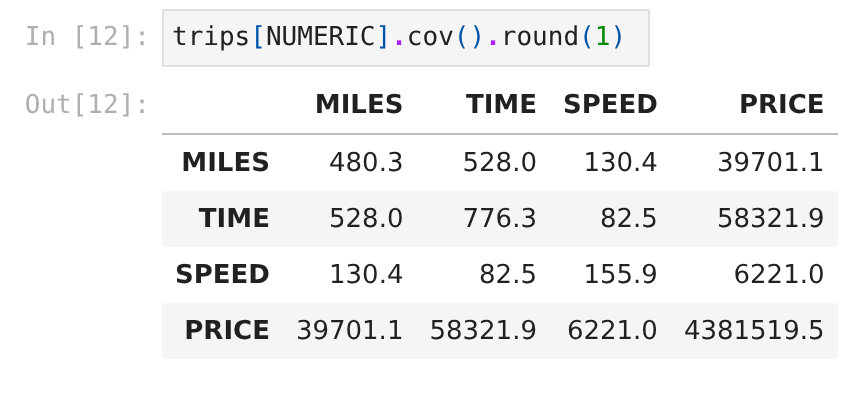 In [12]: trips[NUMERIC].cov().round(1)
Out[12]: MILES TIME SPEED PRICE
MILES 480.3 528.0 130.4 39701.1
TIME 528.0 776.3 82.5 58321.9
SPEED 130.4 82.5 155.9 6221.0
PRICE 39701.1 58321.9 6221.0 4381519.5